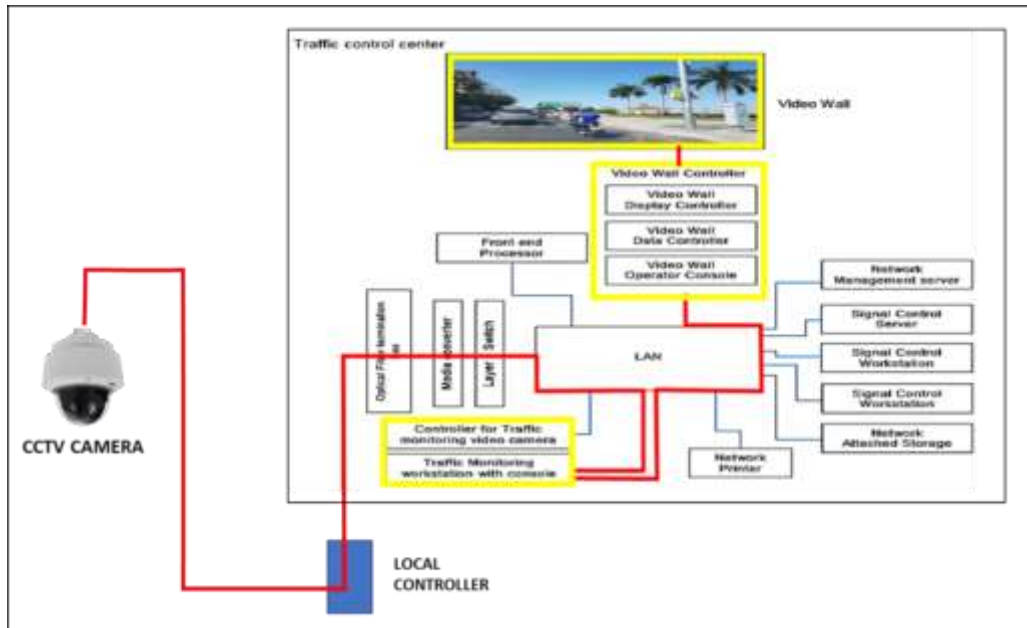 Traffic control center
Video Wall
Video Wall Controller
Video Wall
Display Controller
Video Wall
Data Controller
Video Wall
Operator Console
Front end
Processor
Network
Management server
Signal Control
Server
Signal Control
Workstation
Signal Control
Workstation
Network
Attached Storage
Optical
Media converter
Layer Switch
LAN
Controller for Traffic
monitoring video camera
Traffic Monitoring
workstation with console
Network
Printer
CCTV CAMERA
LOCAL
CONTROLLER